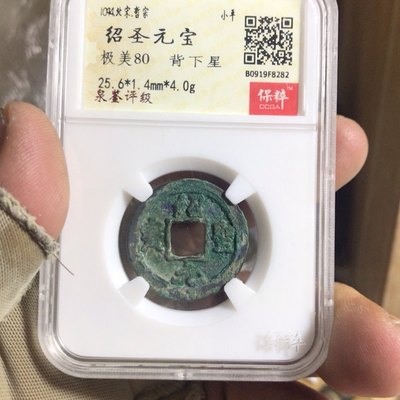 1094北宋.哲宗 小平
绍圣元宝
极美80 背下星
25.6*1.4mm*4.0g
泉鉴评级
B0919F8282
保粹
CCGA